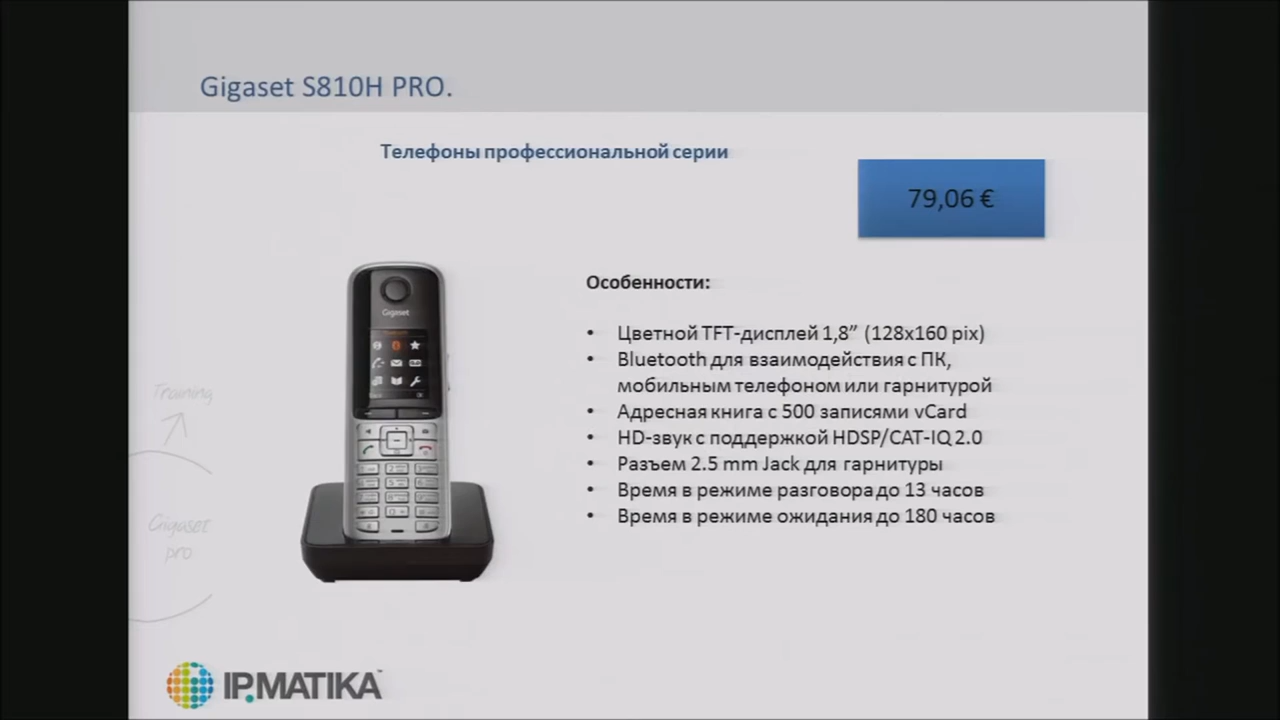 Gigaset S810H PRO.
Телефоны профессиональной серии
79,06 €
Особенности:
• Цветной TFT-дисплей 1,8” (128x160 pix)
• Bluetooth для взаимодействия с ПК,
мобильным телефоном или гарнитурой
• Адресная книга с 500 записями vCard
• HD-звук с поддержкой HDSP/CAT-IQ 2.0
• Разъем 2.5 mm Jack для гарнитуры
• Время в режиме разговора до 13 часов
• Время в режиме ожидания до 180 часов
Gigaset
Training
Gigaset
pro
IP.MATIKA™